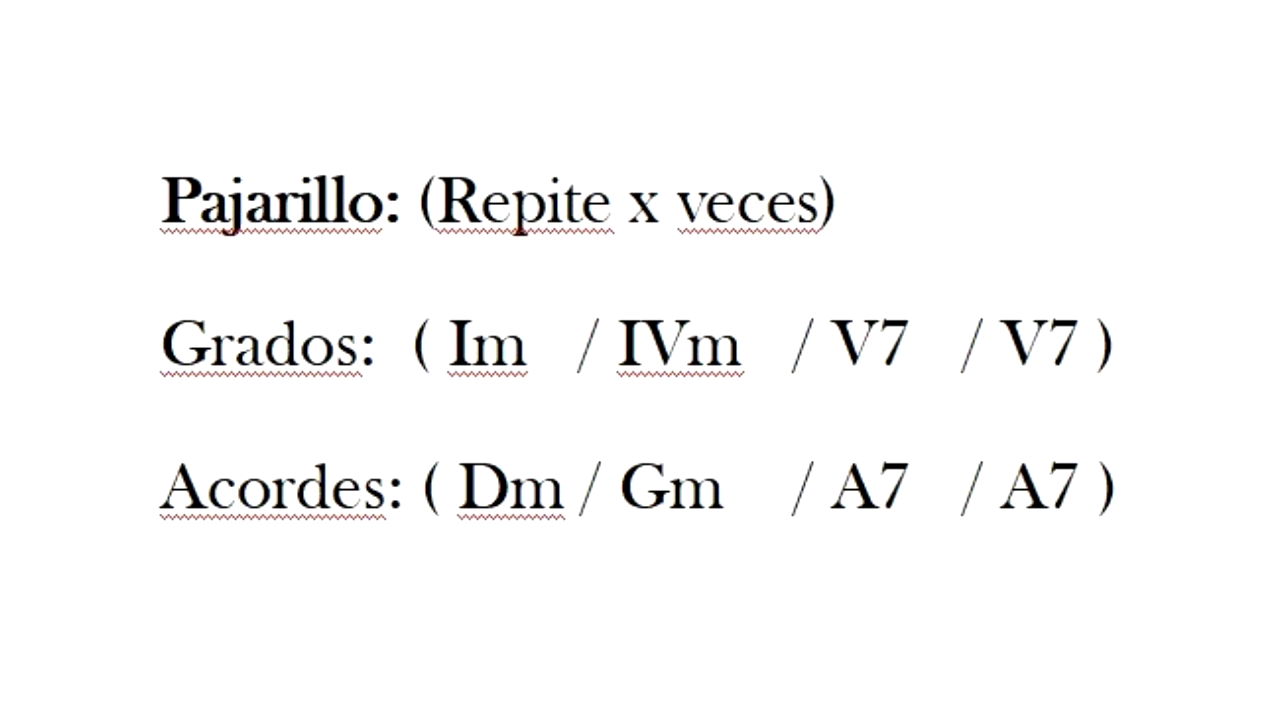 Pajarillo: (Repite x veces)
Grados: ( Im / IVm / V7 / V7 )
Acordes: ( Dm / Gm / A7 / A7 )